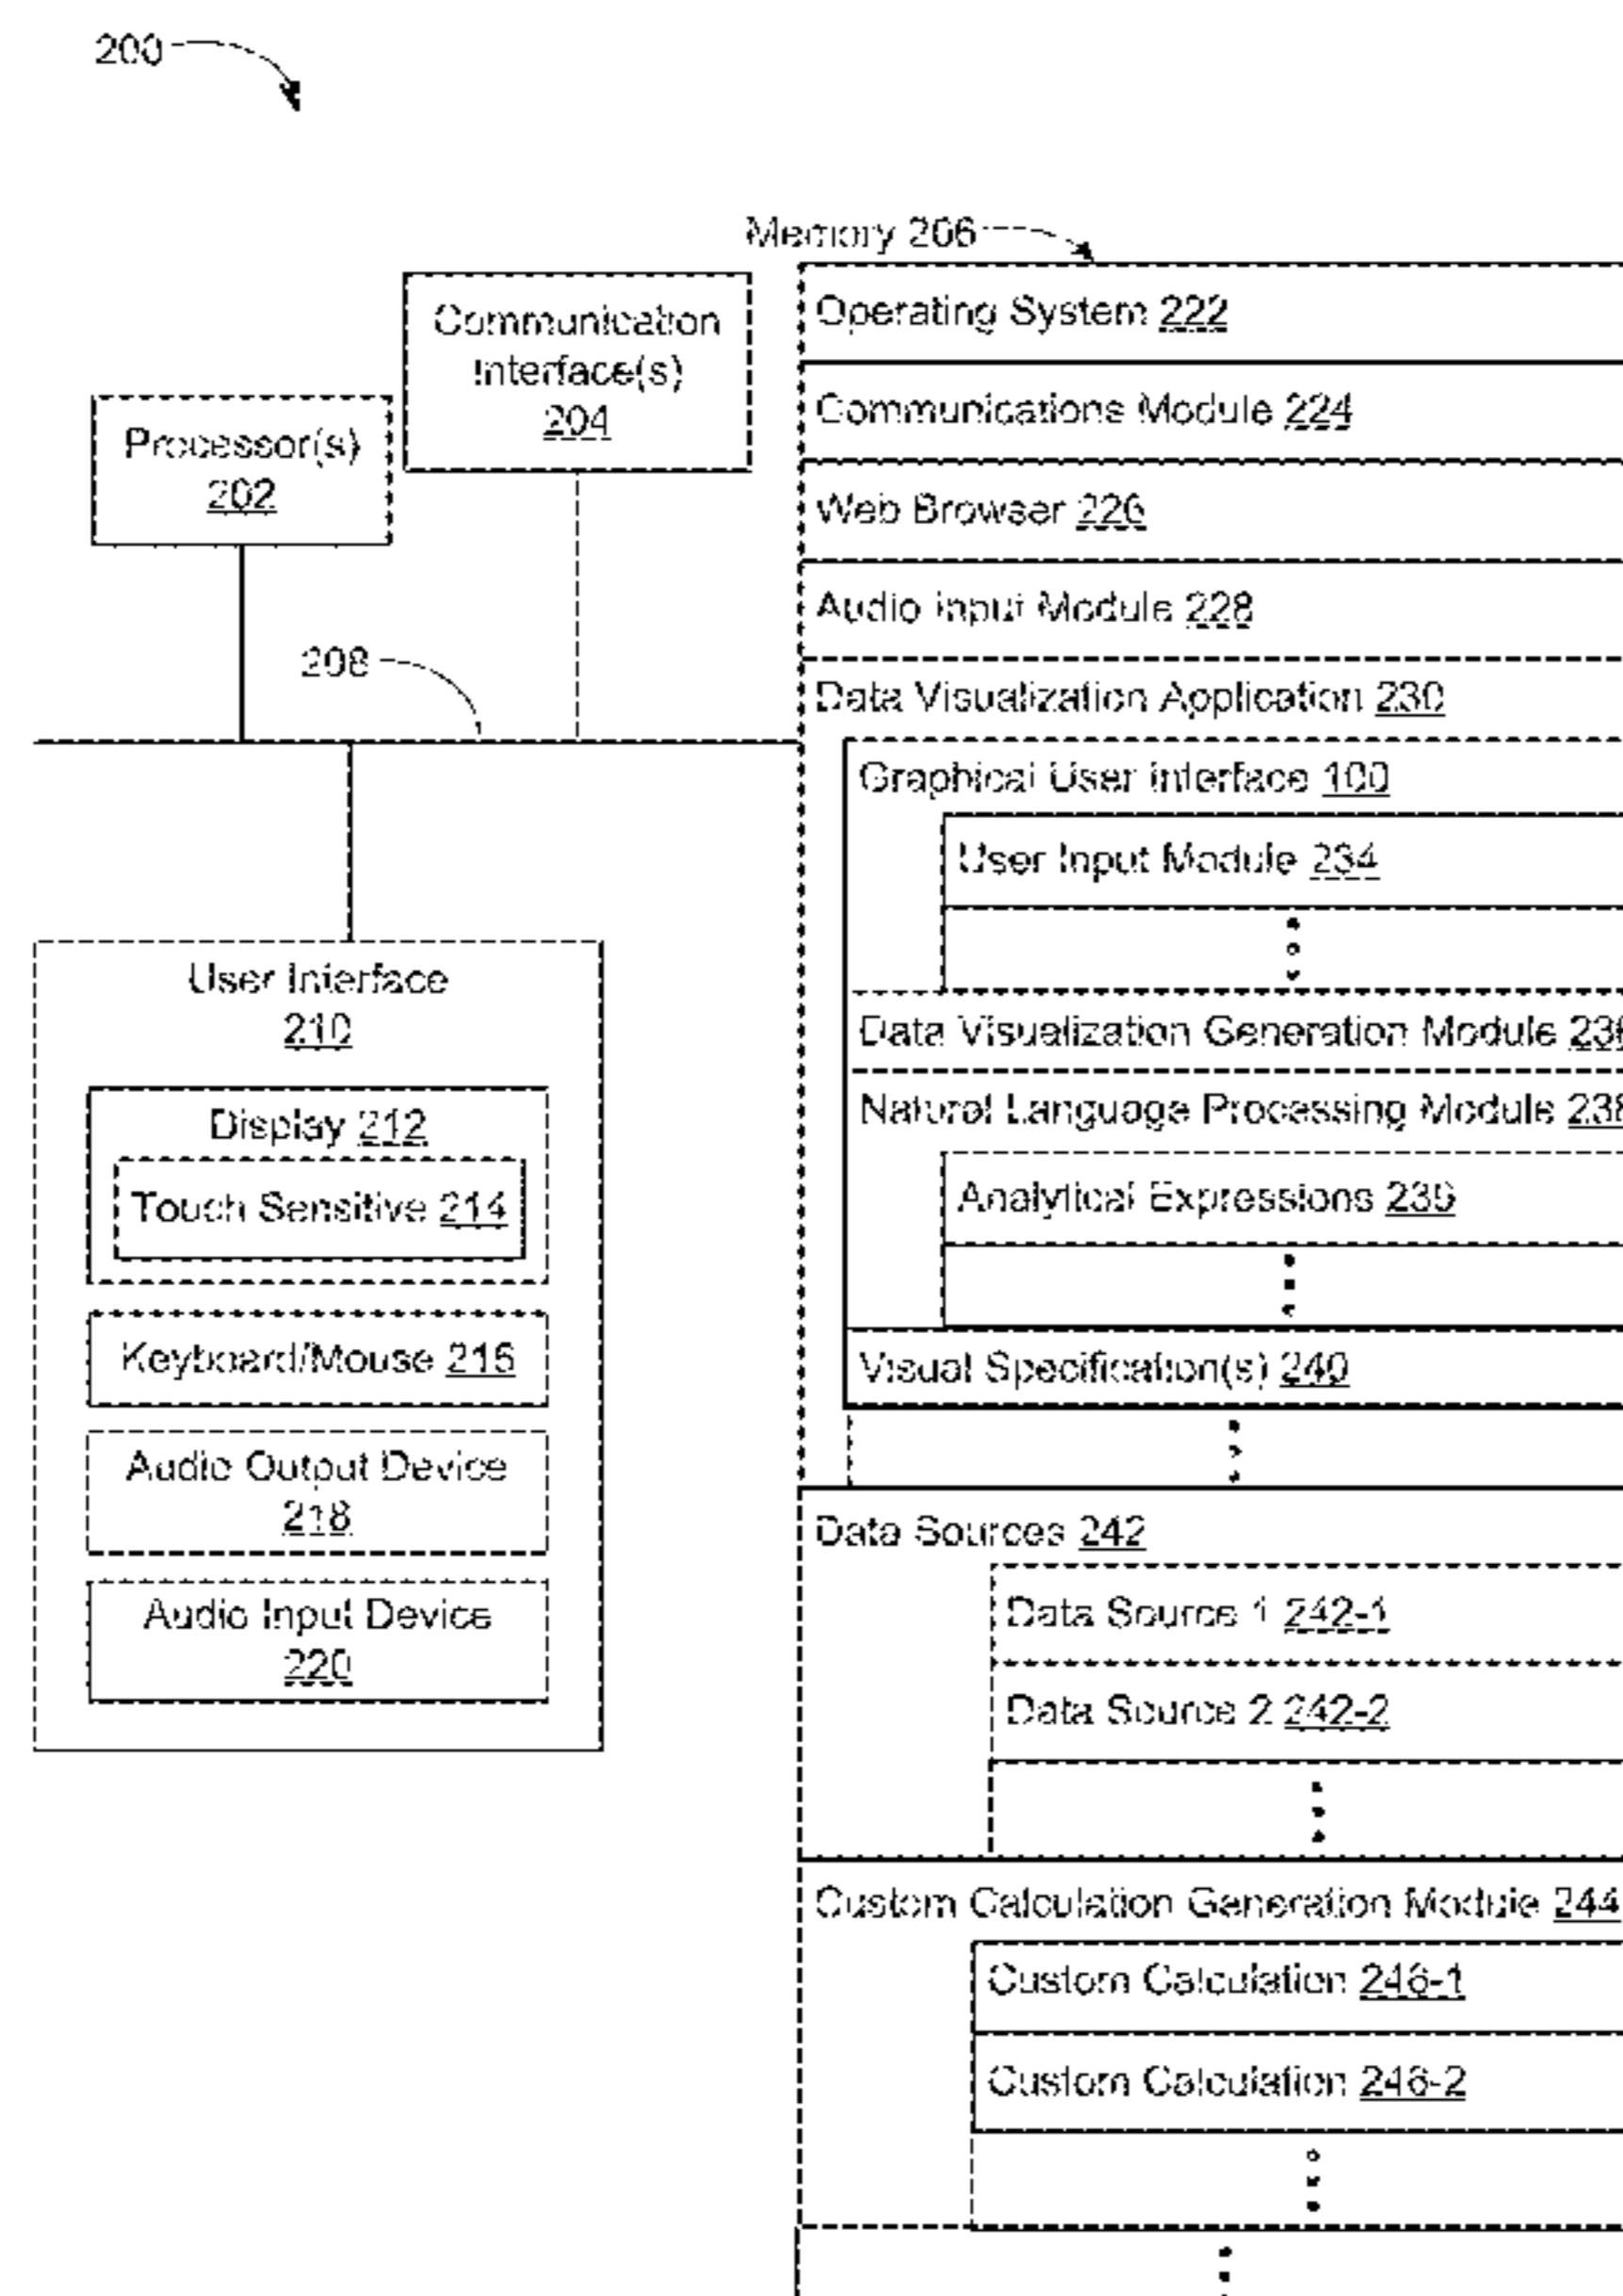 200
Memory 206
Communication
Interface(s)
204
Processor(s)
202
208
User Interface
210
Display 212
Touch Sensitive 214
Keyboard/Mouse 216
Audio Output Device
218
Audio Input Device
220
Operating System 222
Communications Module 224
Web Browser 226
Audio Input Module 228
Data Visualization Application 230
Graphical User Interface 100
User Input Module 234
Data Visualization Generation Module 236
Natural Language Processing Module 238
Analytical Expressions 239
Visual Specification(s) 240
Data Sources 242
Data Source 1 242-1
Data Source 2 242-2
Custom Calculation Generation Module 244
Custom Calculation 246-1
Custom Calculation 246-2